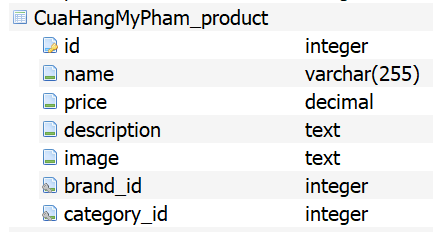 CuaHangMyPham_product
id integer
name varchar(255)
price decimal
description text
image text
brand_id integer
category_id integer